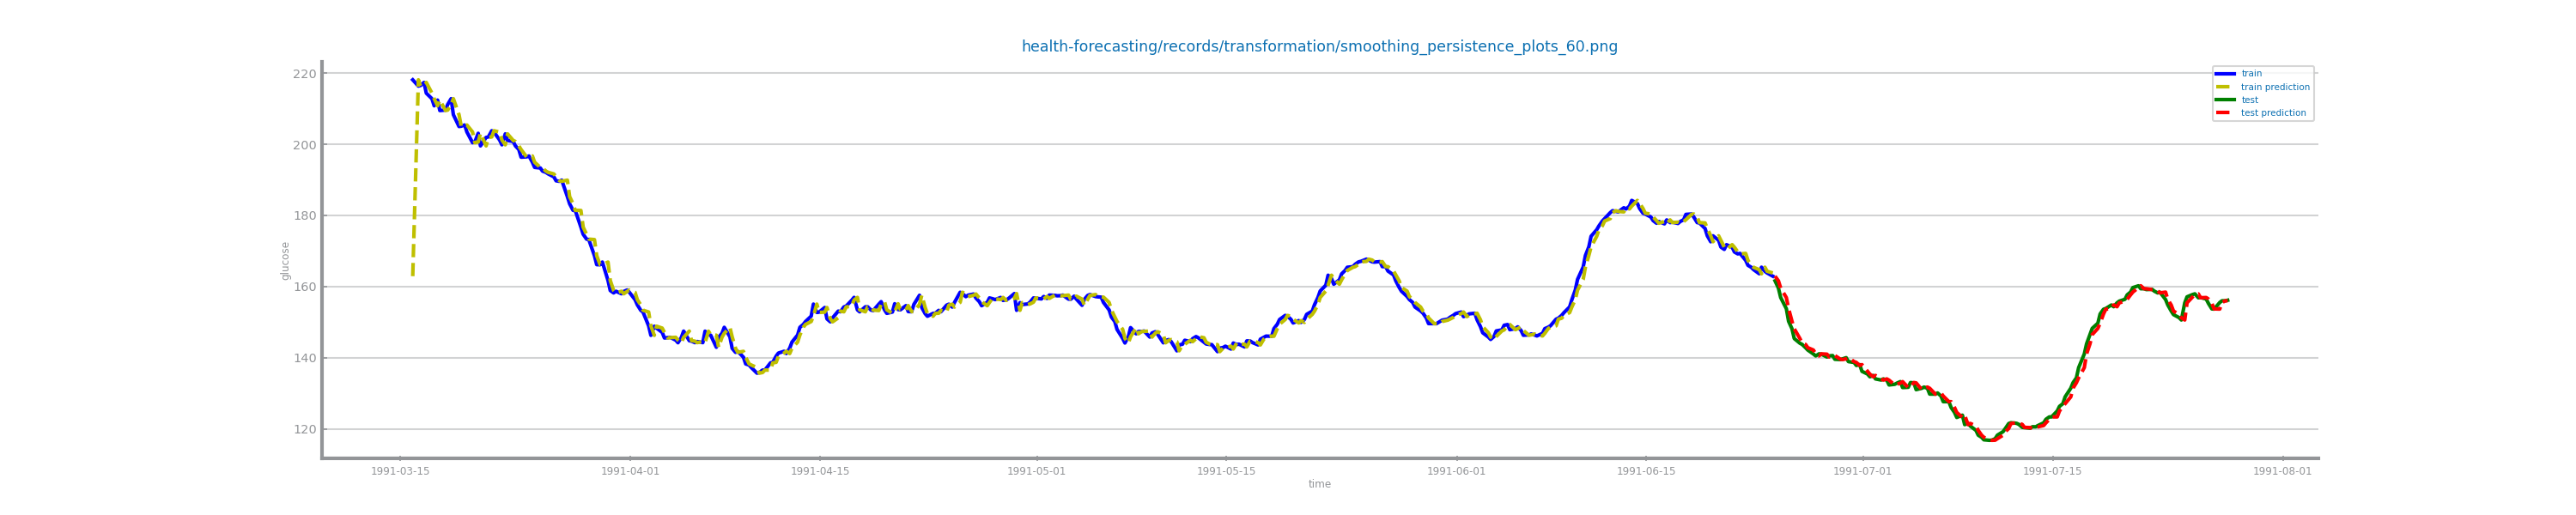 health-forecasting/records/transformation/smoothing_persistence_plots_60.png
220
200
180
160
140
120
glucose
train
train prediction
test
test prediction
1991-03-15 1991-04-01 1991-04-15 1991-05-01 1991-05-15 1991-06-01 1991-06-15 1991-07-01 1991-07-15 1991-08-01
time